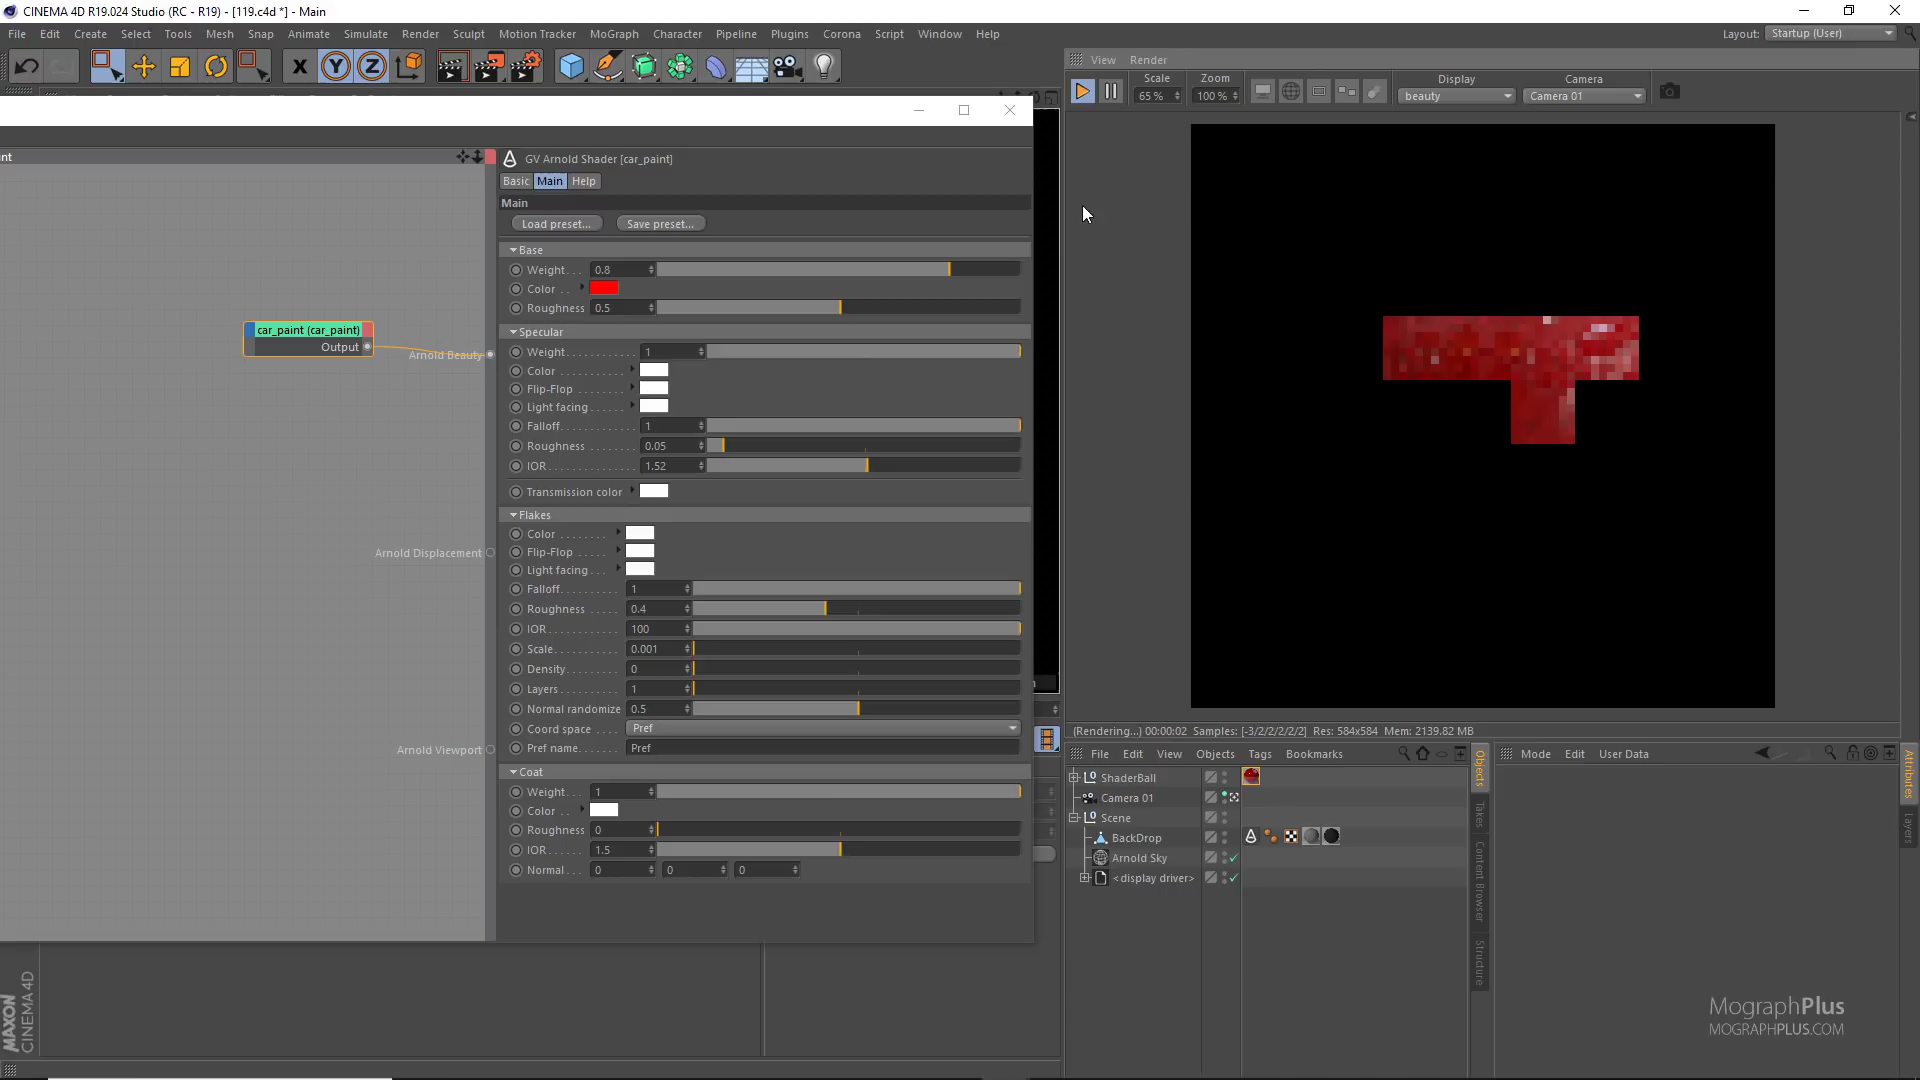 CINEMA 4D R19.024 Studio (RC - R19) - [119.c4d *] - Main
File Edit Create Select Tools Mesh Snap Animate Simulate Render Sculpt Motion Tracker MoGraph Character Pipeline Plugins Corona Script Window Help
Layout: Startup (User)
X Y Z
View Render
Scale Zoom Display Camera
65 % 100 % beauty Camera 01
nt
GV Arnold Shader [car_paint]
Basic Main Help
Main
Load preset... Save preset...
Base
Weight... 0.8
Color ..
Roughness 0.5
car_paint (car_paint)
Output
Arnold Beauty
Arnold Displacement
Arnold Viewport
Specular
Weight........... 1
Color ...........
Flip-Flop ........
Light facing ......
Falloff............ 1
Roughness ....... 0.05
IOR............... 1.52
Transmission color
Flakes
Color ........
Flip-Flop .....
Light facing ...
Falloff......... 1
Roughness ..... 0.4
IOR............ 100
Scale.......... 0.001
Density........ 0
Layers ......... 1
Normal randomize 0.5
Coord space .... Pref
Pref name....... Pref
Coat
Weight... 1
Color ..
Roughness 0
IOR ..... 1.5
Normal... 0 0 0
(Rendering...) 00:00:02 Samples: [-3/2/2/2/2/2] Res: 584x584 Mem: 2139.82 MB
File Edit View Objects Tags Bookmarks
ShaderBall
Camera 01
Scene
BackDrop
Arnold Sky
<display driver>
Objects
Takes
Content Browser
Structure
Mode Edit User Data
Attributes
Layers
MAXON
CINEMA 4D
MographPlus
MOGRAPHPLUS.COM